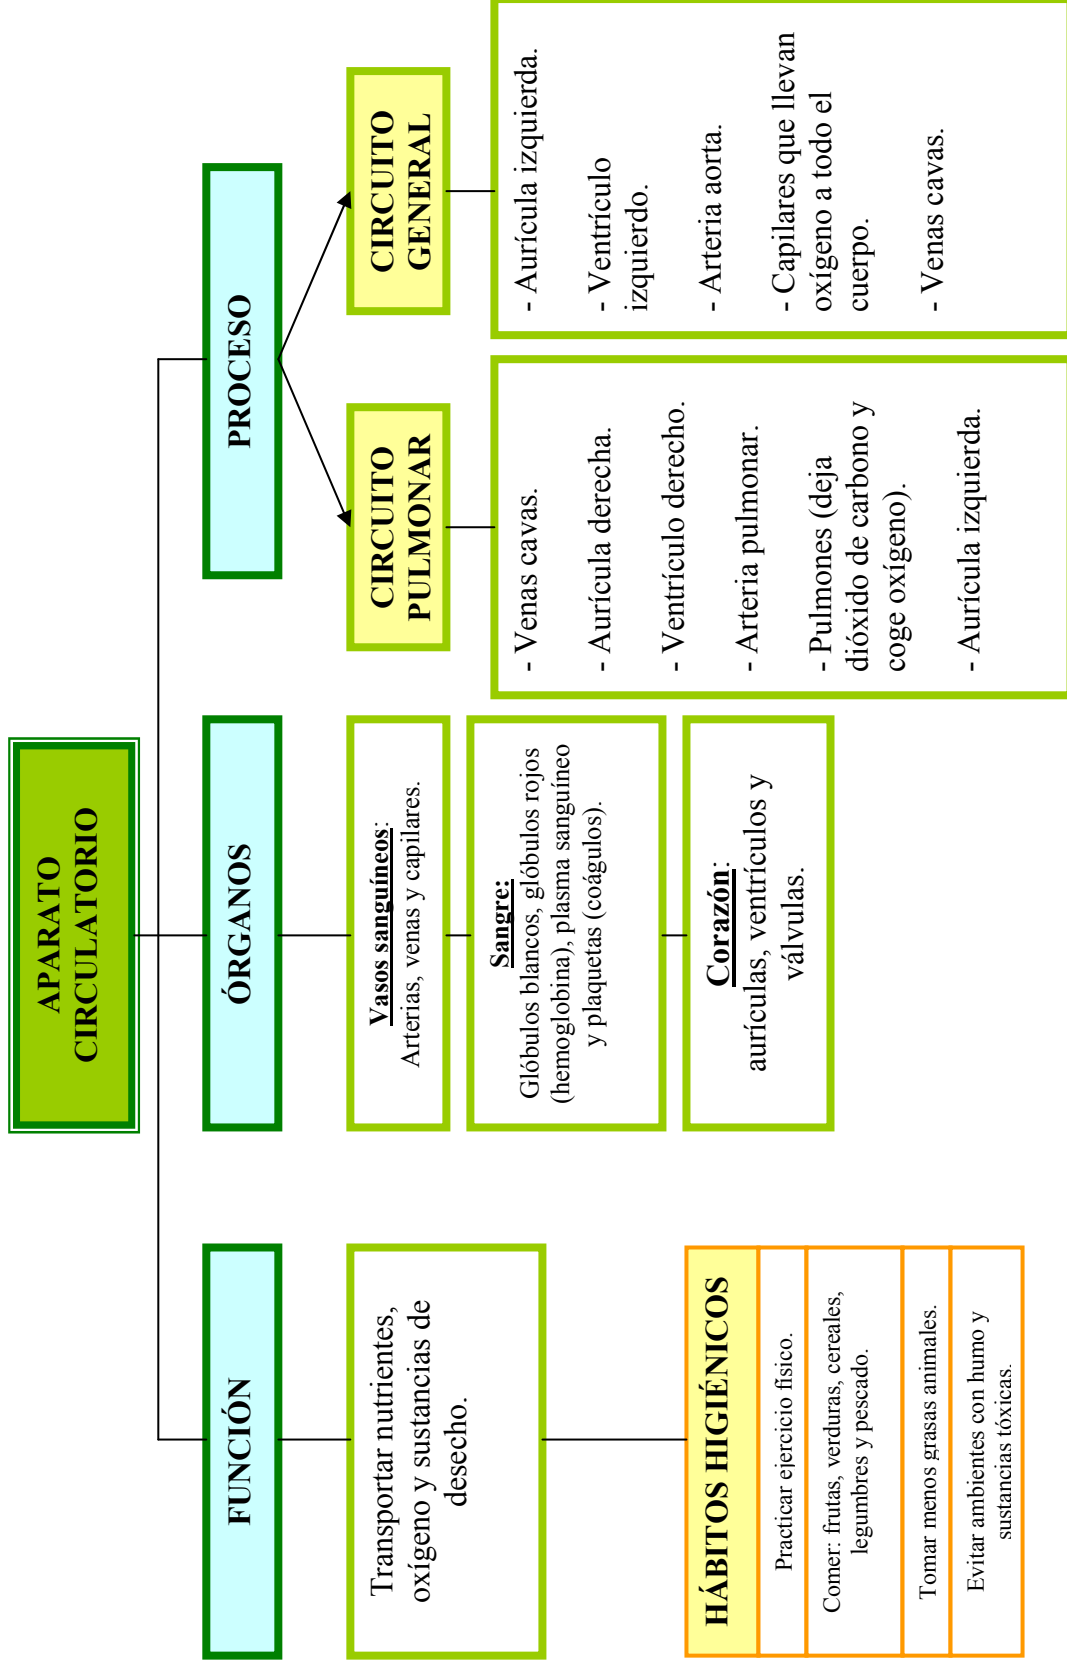 APARATO
CIRCULATORIO
FUNCIÓN
Transportar nutrientes,
oxígeno y sustancias de
desecho.
HÁBITOS HIGIÉNICOS
Practicar ejercicio físico.
Comer: frutas, verduras, cereales,
legumbres y pescado.
Tomar menos grasas animales.
Evitar ambientes con humo y
sustancias tóxicas.
ÓRGANOS
Vasos sanguíneos:
Arterias, venas y capilares.
Sangre:
Glóbulos blancos, glóbulos rojos
(hemoglobina), plasma sanguíneo
y plaquetas (coágulos).
Corazón:
aurículas, ventrículos y
válvulas.
PROCESO
CIRCUITO
PULMONAR
- Venas cavas.
- Aurícula derecha.
- Ventrículo derecho.
- Arteria pulmonar.
- Pulmones (deja
dióxido de carbono y
coge oxígeno).
- Aurícula izquierda.
CIRCUITO
GENERAL
- Aurícula izquierda.
- Ventrículo
izquierdo.
- Arteria aorta.
- Capilares que llevan
oxígeno a todo el
cuerpo.
- Venas cavas.